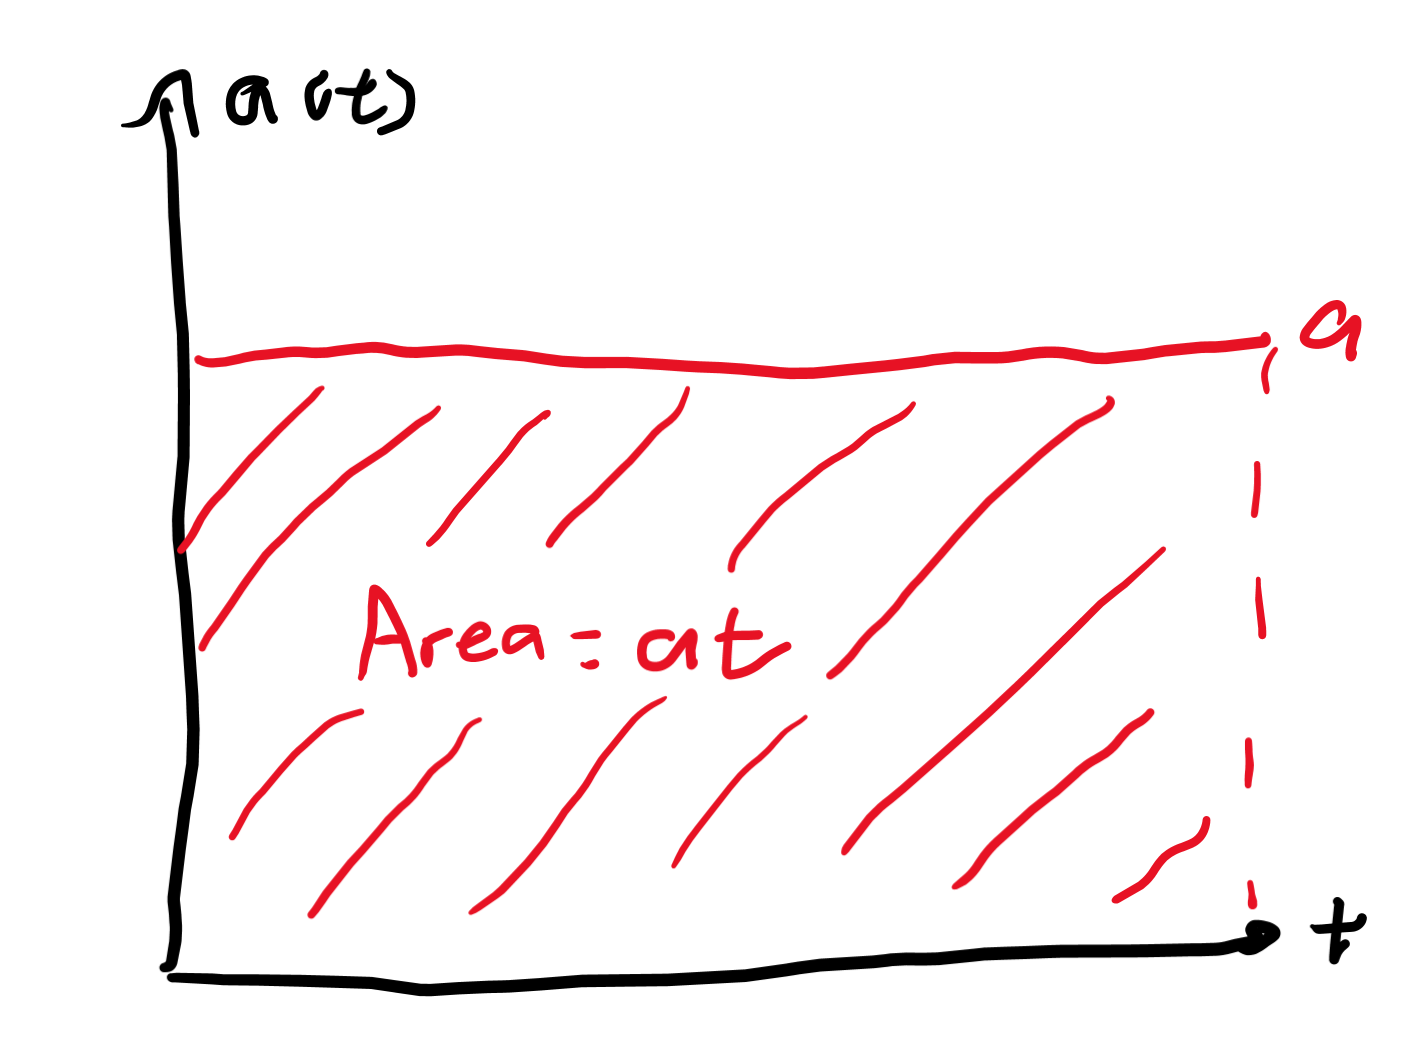 a(t)
a
Area = at
t